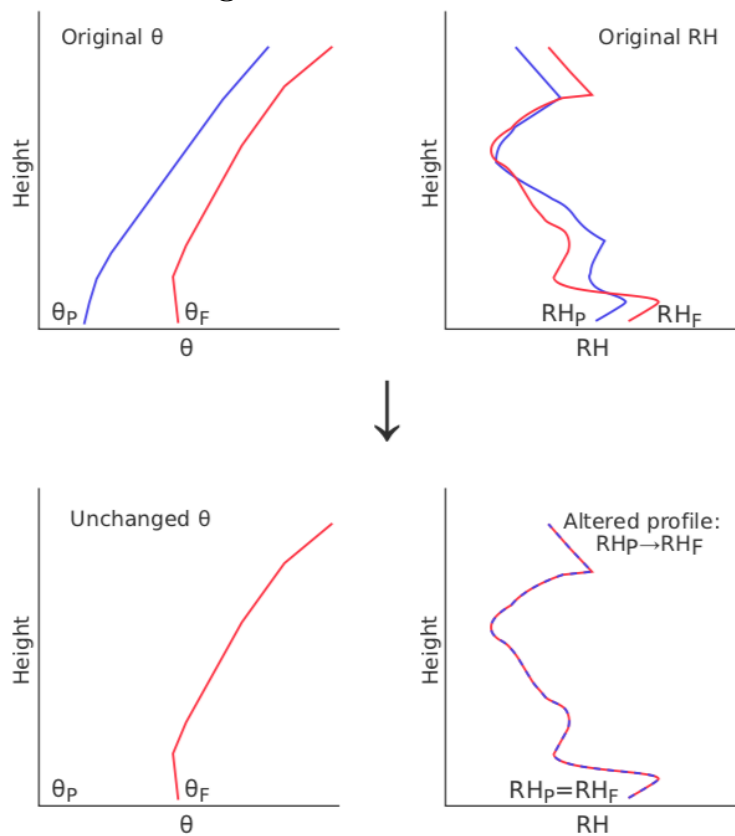 Original θ
Original RH
Height
Height
θP
θF
RHP
RHF
θ
RH
↓
Unchanged θ
Altered profile:
RHP→RHF
Height
Height
θP
θF
RHP=RHF
θ
RH